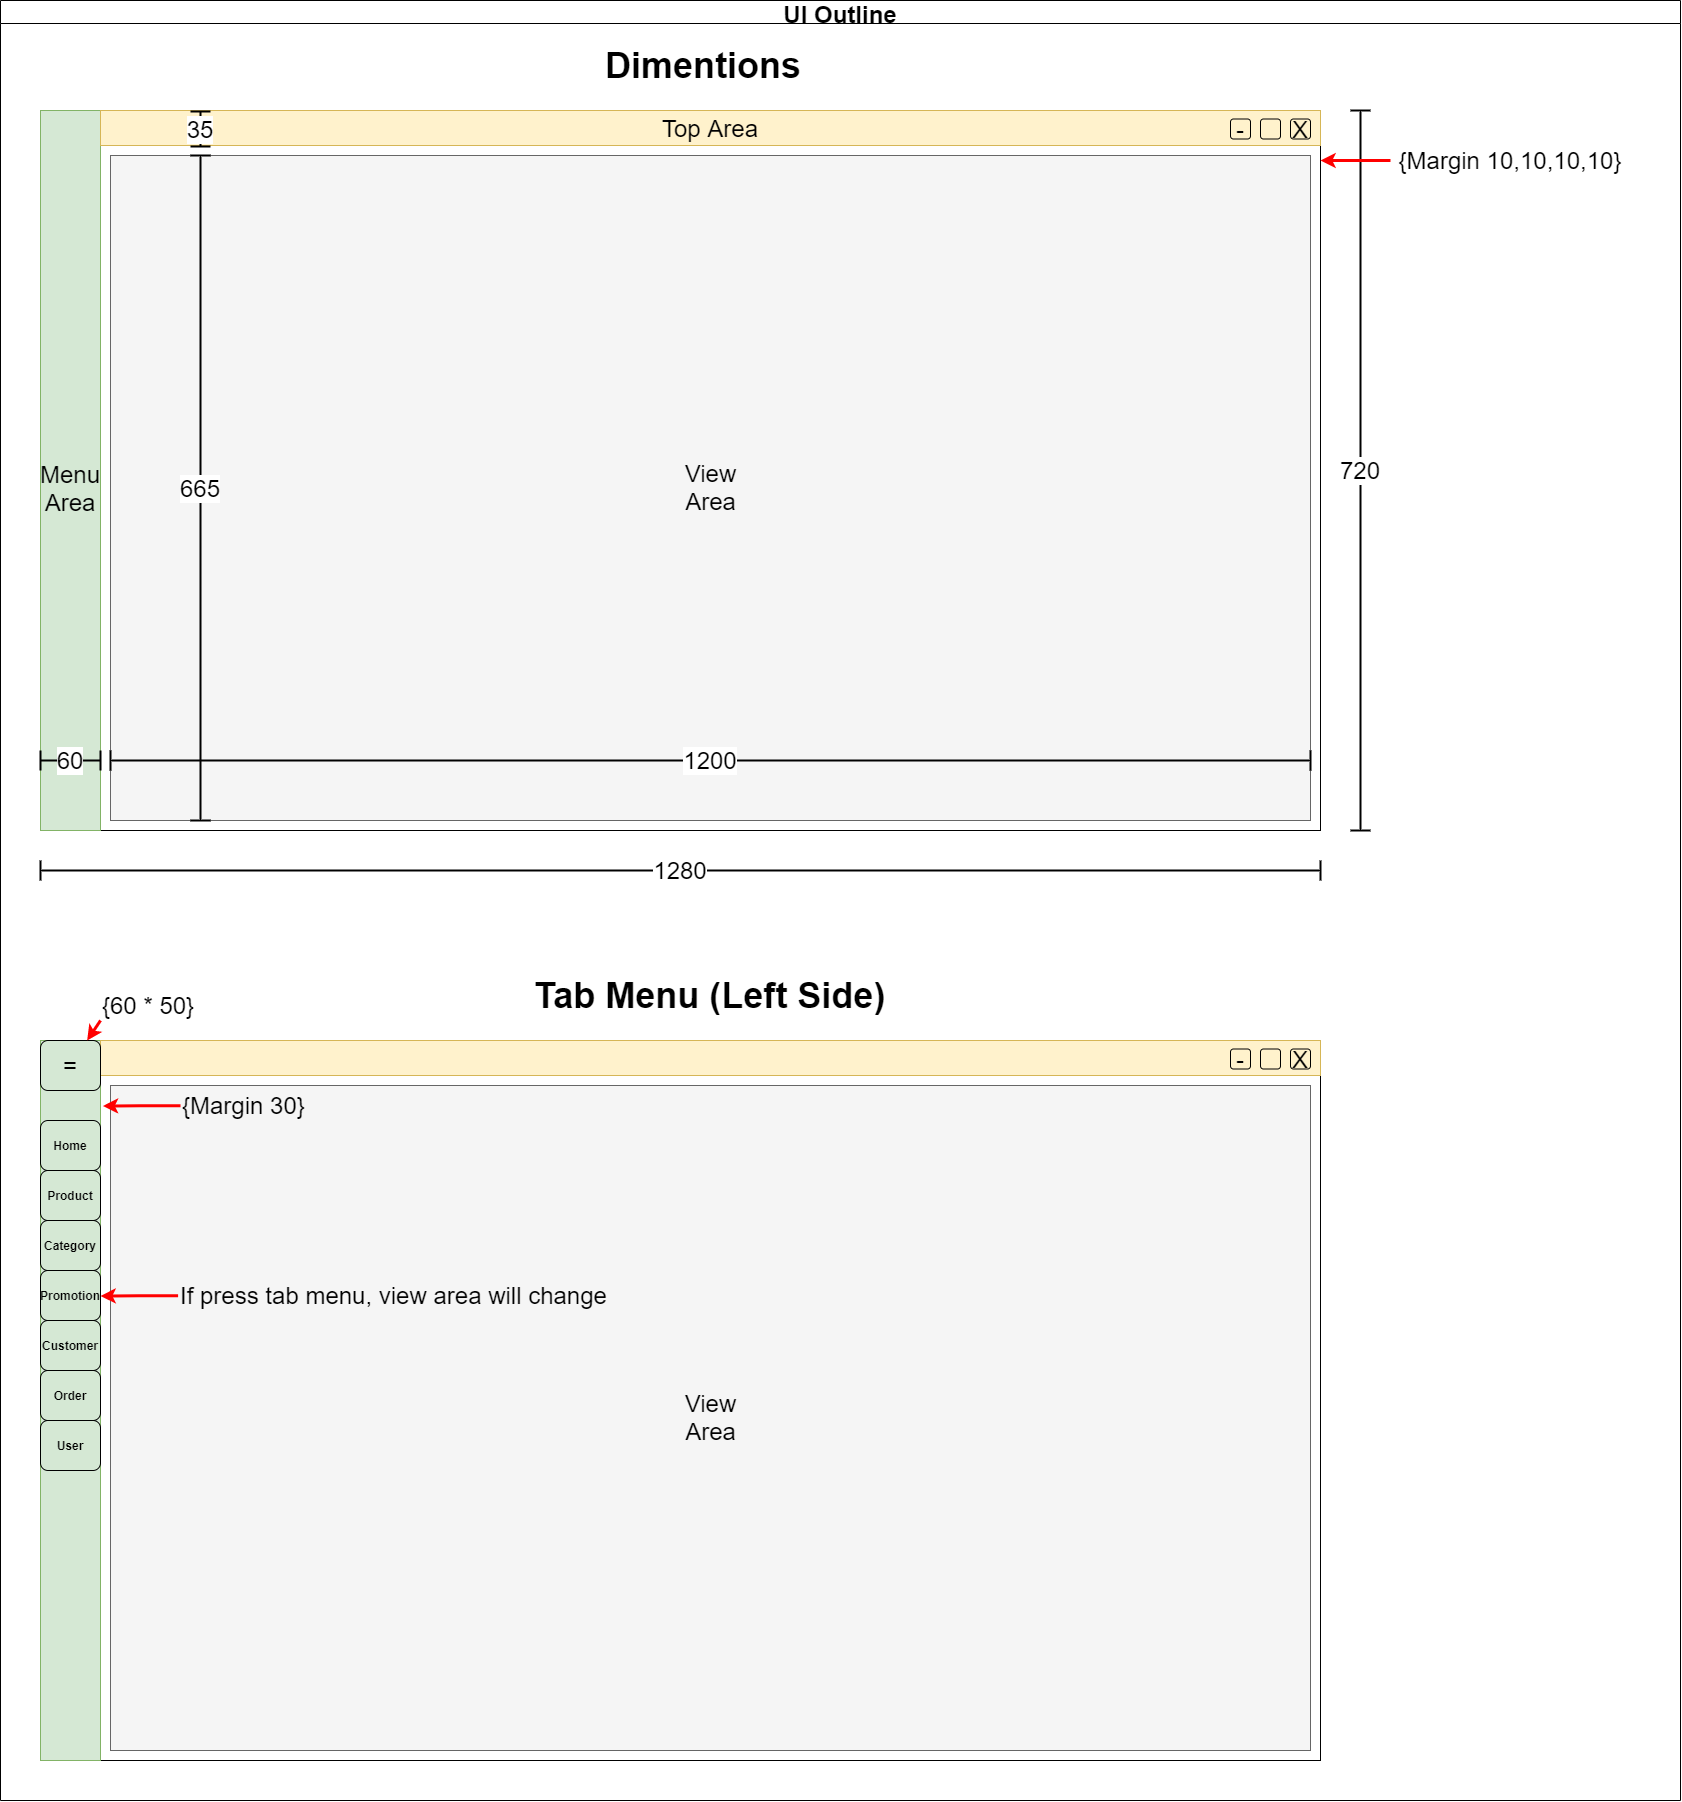 UI Outline
Dimentions
35
Top Area
-
X
{Margin 10,10,10,10}
Menu
Area
665
View
Area
720
60
1200
1280
Tab Menu (Left Side)
{60 * 50}
=
-
X
{Margin 30}
Home
Product
Category
Promotion
If press tab menu, view area will change
Customer
Order
View
Area
User